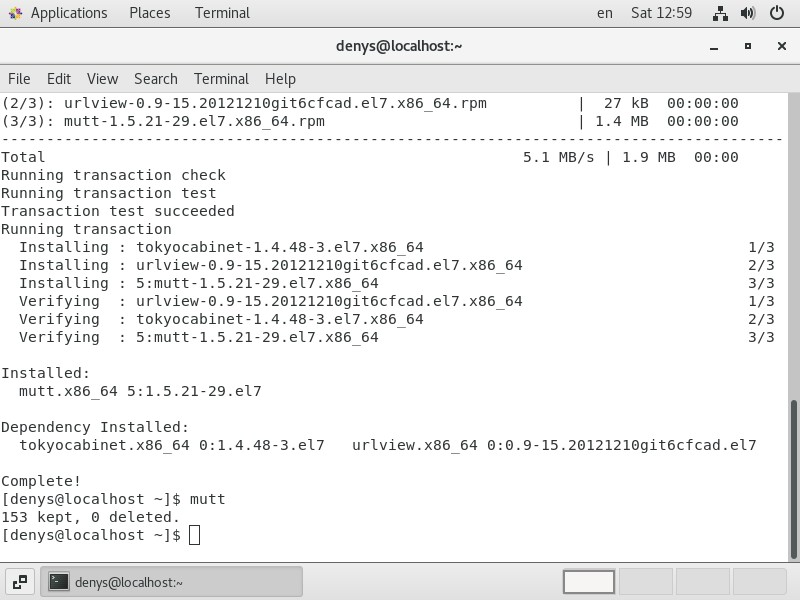 Applications Places Terminal en Sat 12:59
denys@localhost:~
File Edit View Search Terminal Help
(2/3): urlview-0.9-15.20121210git6cfcad.el7.x86_64.rpm | 27 kB 00:00:00
(3/3): mutt-1.5.21-29.el7.x86_64.rpm | 1.4 MB 00:00:00
--------------------------------------------------------------------------------
Total 5.1 MB/s | 1.9 MB 00:00
Running transaction check
Running transaction test
Transaction test succeeded
Running transaction
Installing : tokyocabinet-1.4.48-3.el7.x86_64 1/3
Installing : urlview-0.9-15.20121210git6cfcad.el7.x86_64 2/3
Installing : 5:mutt-1.5.21-29.el7.x86_64 3/3
Verifying : urlview-0.9-15.20121210git6cfcad.el7.x86_64 1/3
Verifying : tokyocabinet-1.4.48-3.el7.x86_64 2/3
Verifying : 5:mutt-1.5.21-29.el7.x86_64 3/3
Installed:
mutt.x86_64 5:1.5.21-29.el7
Dependency Installed:
tokyocabinet.x86_64 0:1.4.48-3.el7 urlview.x86_64 0:0.9-15.20121210git6cfcad.el7
Complete!
[denys@localhost ~]$ mutt
153 kept, 0 deleted.
[denys@localhost ~]$
denys@localhost:~